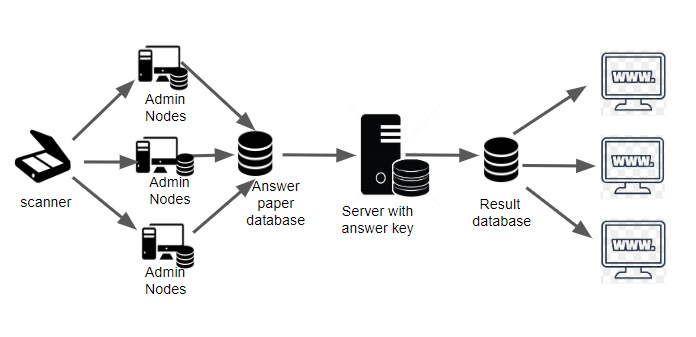 Admin
Nodes
scanner
Admin
Nodes
Admin
Nodes
Answer
paper
database
Server with
answer key
Result
database
www.
www.
www.